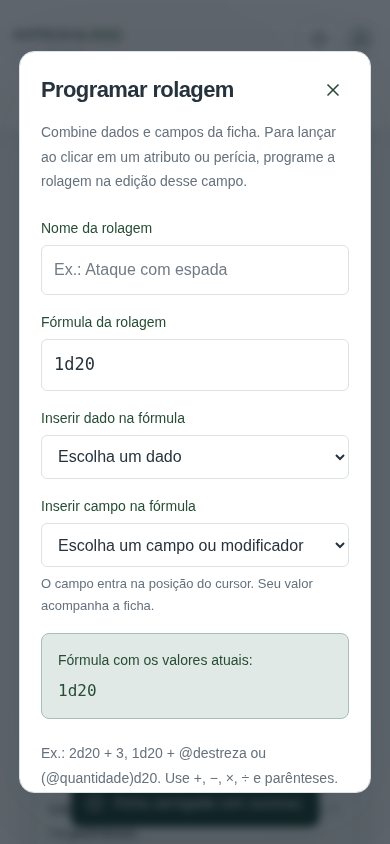 Programar rolagem
Combine dados e campos da ficha. Para lançar
ao clicar em um atributo ou perícia, programe a
rolagem na edição desse campo.
Nome da rolagem
Ex.: Ataque com espada
Fórmula da rolagem
1d20
Inserir dado na fórmula
Escolha um dado
Inserir campo na fórmula
Escolha um campo ou modificador
O campo entra na posição do cursor. Seu valor
acompanha a ficha.
Fórmula com os valores atuais:
1d20
Ex.: 2d20 + 3, 1d20 + @destreza ou
(@quantidade)d20. Use +, −, ×, ÷ e parênteses.